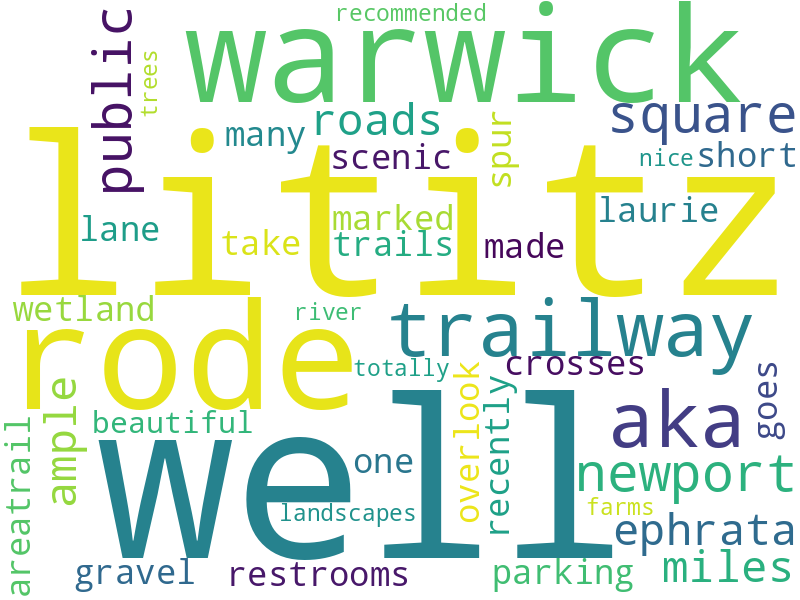 recommended
public
trees
warwick
square
many
roads
spur
scenic
nice
short
lititz
lane
take
marked
trails
made
laurie
wetland
river
rode
trailway
totally
crosses
aka
goes
areatrail
ample
beautiful
well
one
overlook
recently
newport
landscapes
farms
ephrata
gravel
restrooms
parking
miles